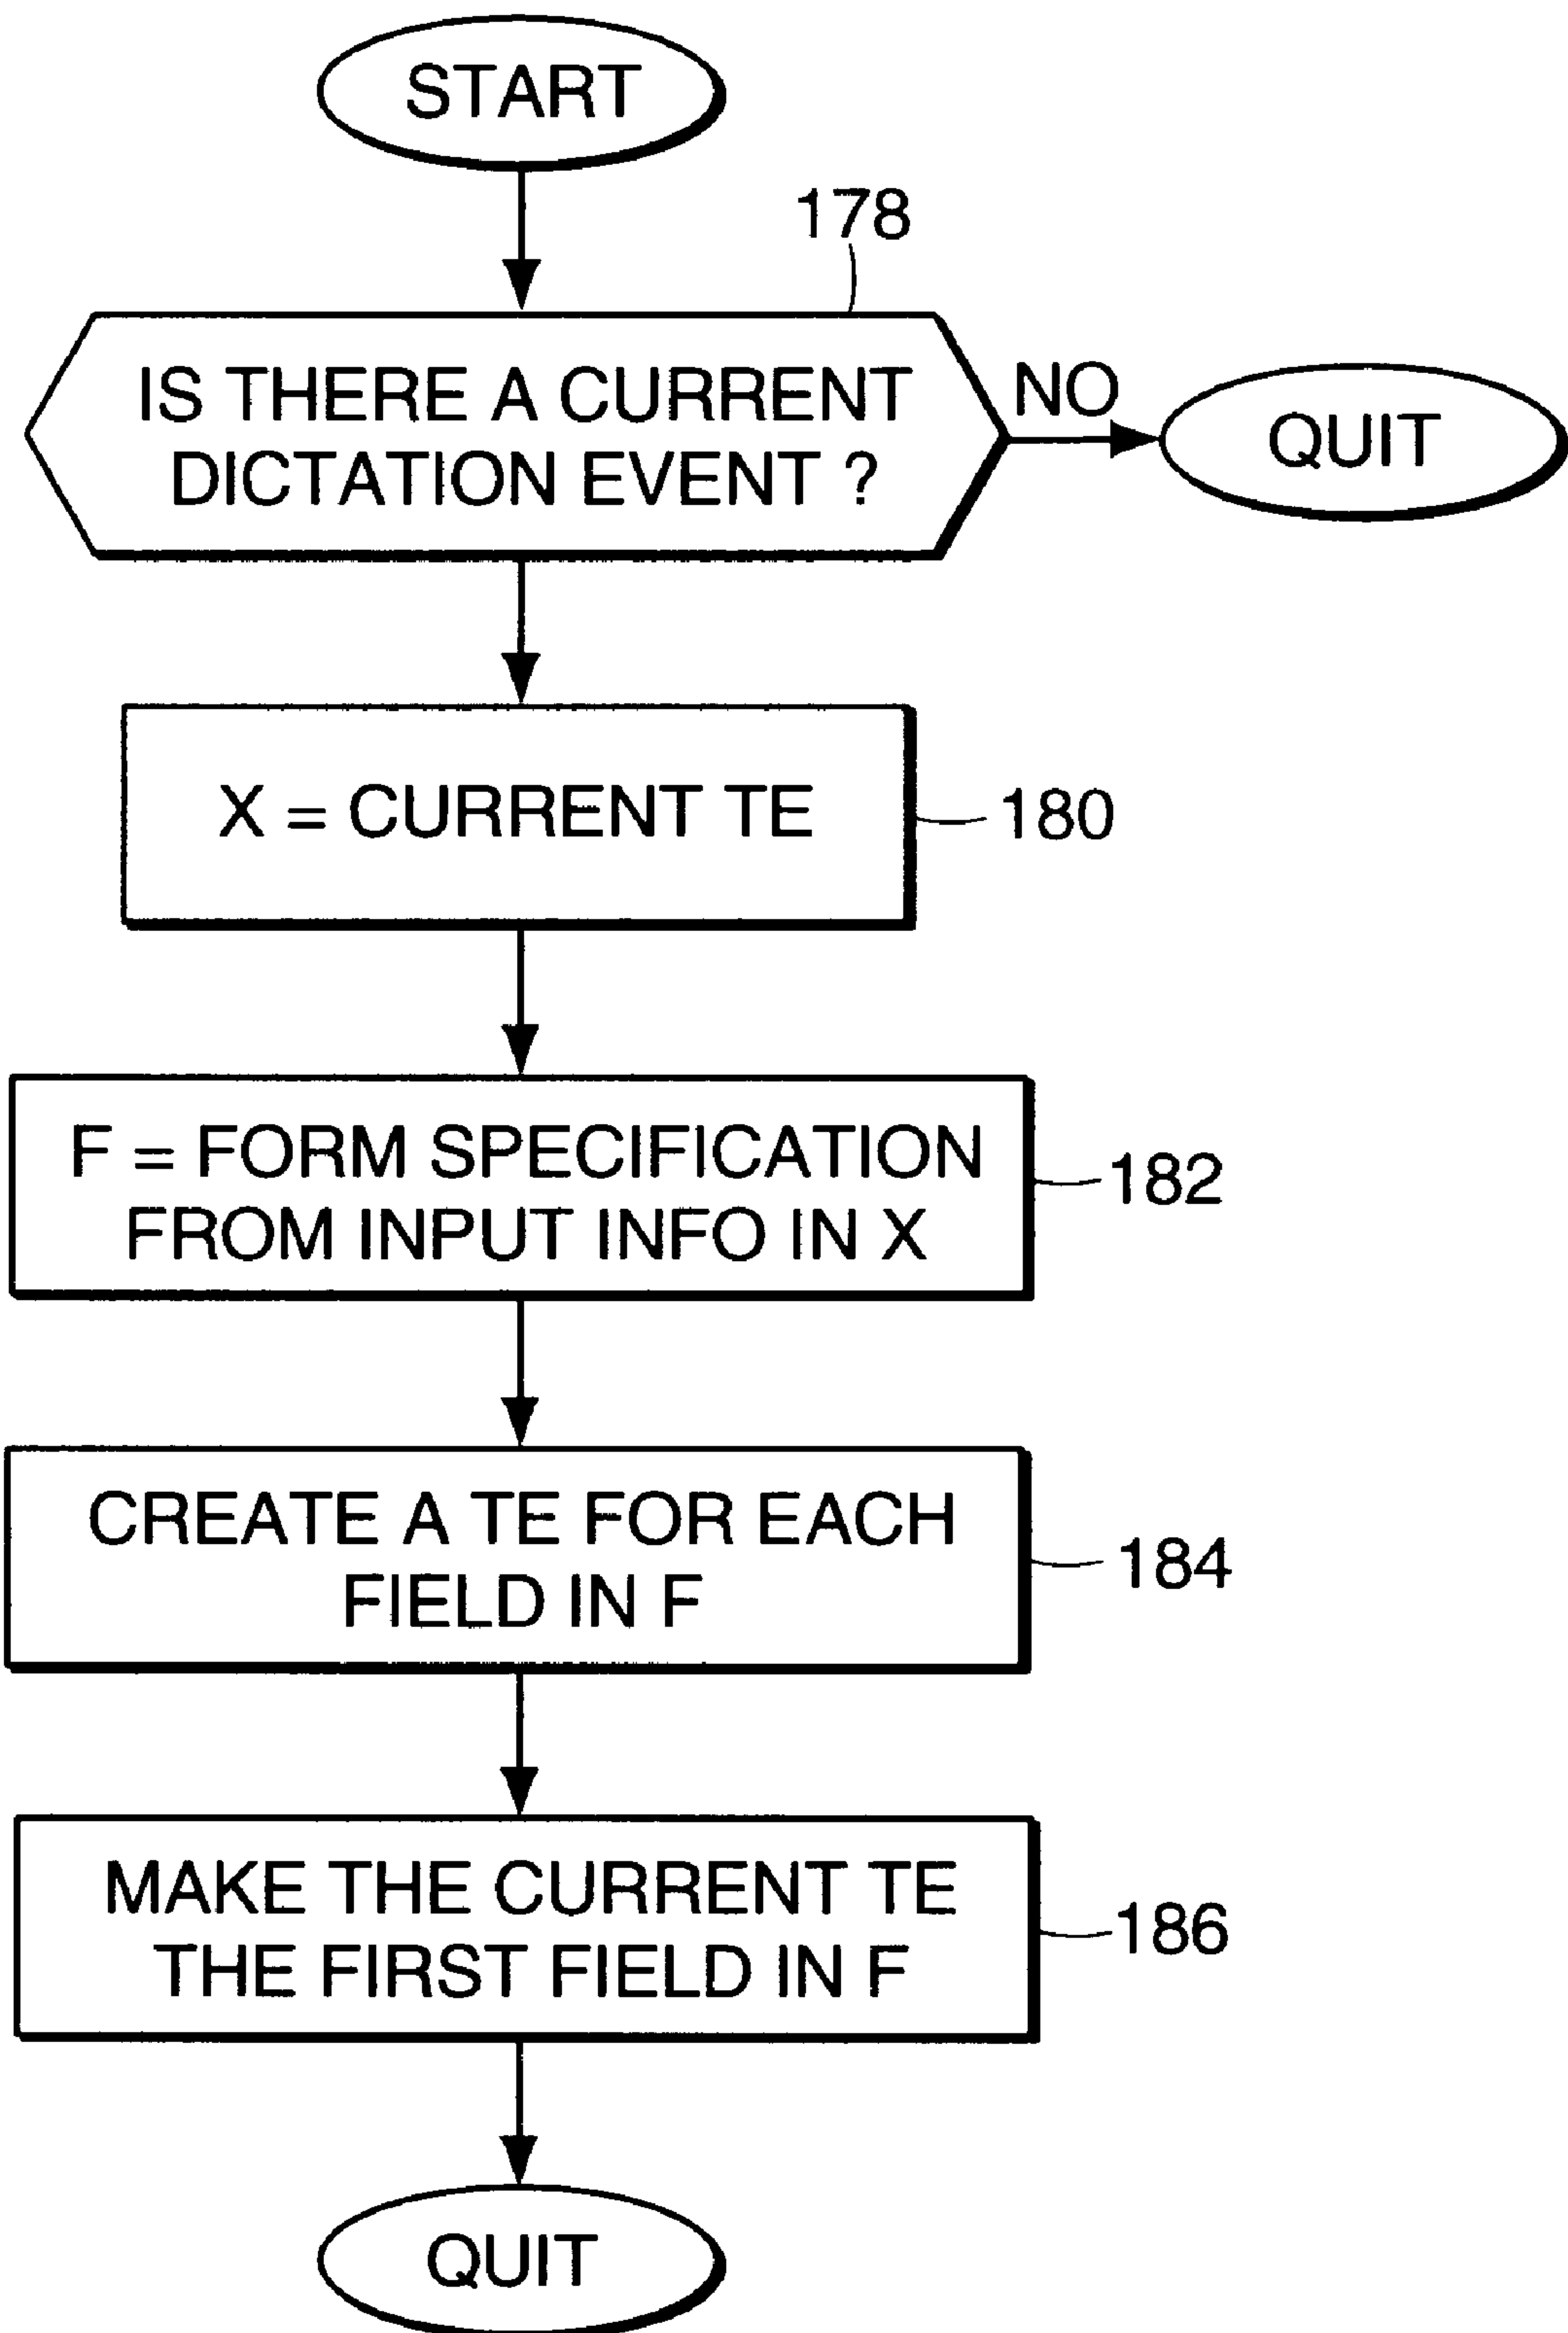 START
178
IS THERE A CURRENT
DICTATION EVENT ?
NO
QUIT
X = CURRENT TE
180
F = FORM SPECIFICATION
FROM INPUT INFO IN X
182
CREATE A TE FOR EACH
FIELD IN F
184
MAKE THE CURRENT TE
THE FIRST FIELD IN F
186
QUIT